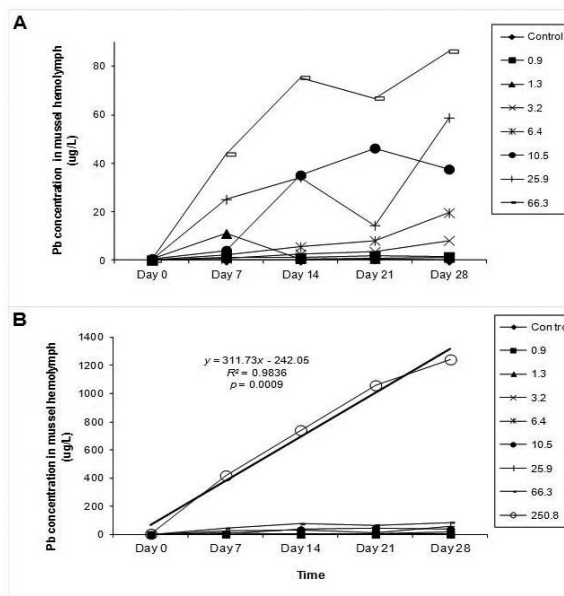 A
Pb concentration in mussel hemolymph
(ug/L)
80
60
40
20
0
Day 0
Day 7
Day 14
Day 21
Day 28
Control
0.9
1.3
3.2
6.4
10.5
25.9
66.3
B
Pb concentration in mussel hemolymph
(ug/L)
1400
1200
1000
800
600
400
200
0
y = 311.73x - 242.05
R² = 0.9836
p = 0.0009
Day 0
Day 7
Day 14
Day 21
Day 28
Time
Control
0.9
1.3
3.2
6.4
10.5
25.9
66.3
250.8